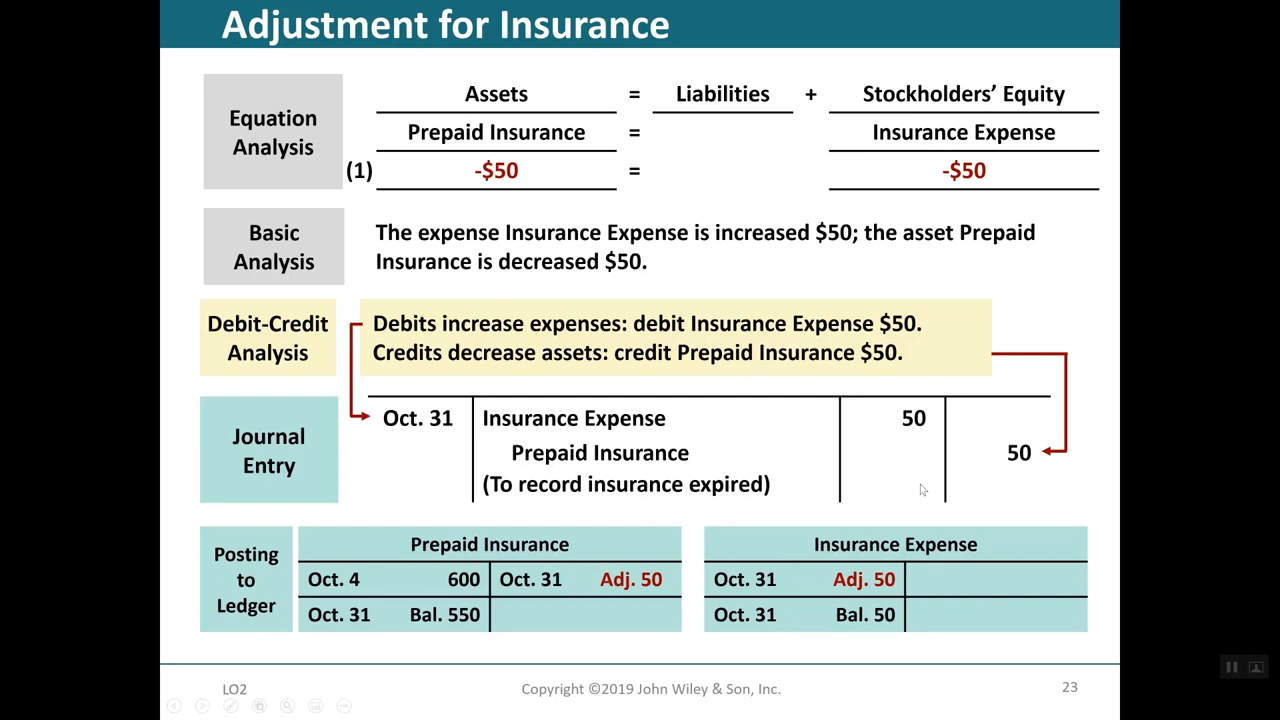 Adjustment for Insurance
Equation
Analysis
Assets = Liabilities + Stockholders’ Equity
Prepaid Insurance = Insurance Expense
(1) -$50 = -$50
Basic
Analysis
The expense Insurance Expense is increased $50; the asset Prepaid
Insurance is decreased $50.
Debit-Credit
Analysis
Debits increase expenses: debit Insurance Expense $50.
Credits decrease assets: credit Prepaid Insurance $50.
Journal
Entry
Oct. 31 Insurance Expense 50
Prepaid Insurance 50
(To record insurance expired)
Posting
to
Ledger
Prepaid Insurance
Oct. 4 600 Oct. 31 Adj. 50
Oct. 31 Bal. 550
Insurance Expense
Oct. 31 Adj. 50
Oct. 31 Bal. 50
LO2
Copyright ©2019 John Wiley & Son, Inc.
23